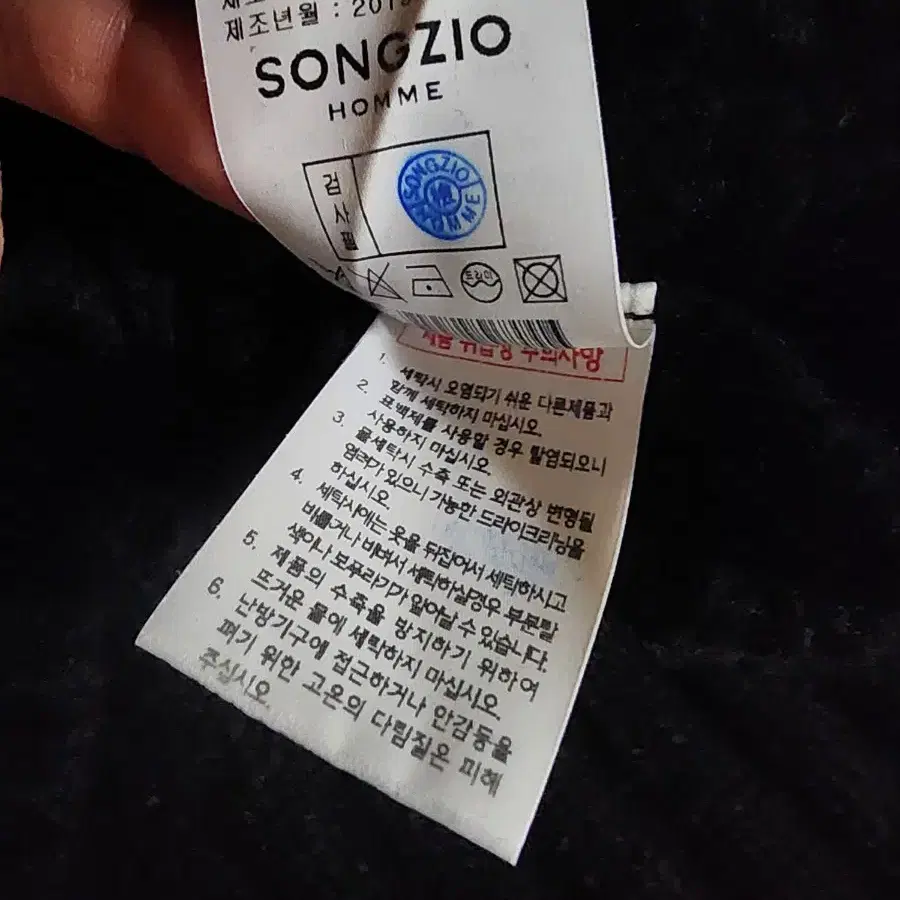 제조년월 : 201
SONGZIO
HOMME
검사필
SONGZIO
HOMME
드라이
제품 취급상 주의사항
1. 세탁시 오염되기 쉬운 다른제품과
함께 세탁하지 마십시오.
2. 표백제를 사용할 경우 탈염되오니
사용하지 마십시오.
3. 물세탁시 수축 또는 외관상 변형될
염려가 있으니 가능한 드라이크리닝을
하십시오.
4. 세탁시에는 옷을 뒤집어서 세탁하시고
비틀거나 비벼서 세탁하실경우 부분탈
색이나 보푸라기가 일어날 수 있습니다.
5. 제품의 수축을 방지하기 위하여
뜨거운 물에 세탁하지 마십시오.
6. 난방기구에 접근하거나 안감등을
펴기 위한 고온의 다림질은 피해
주십시오.